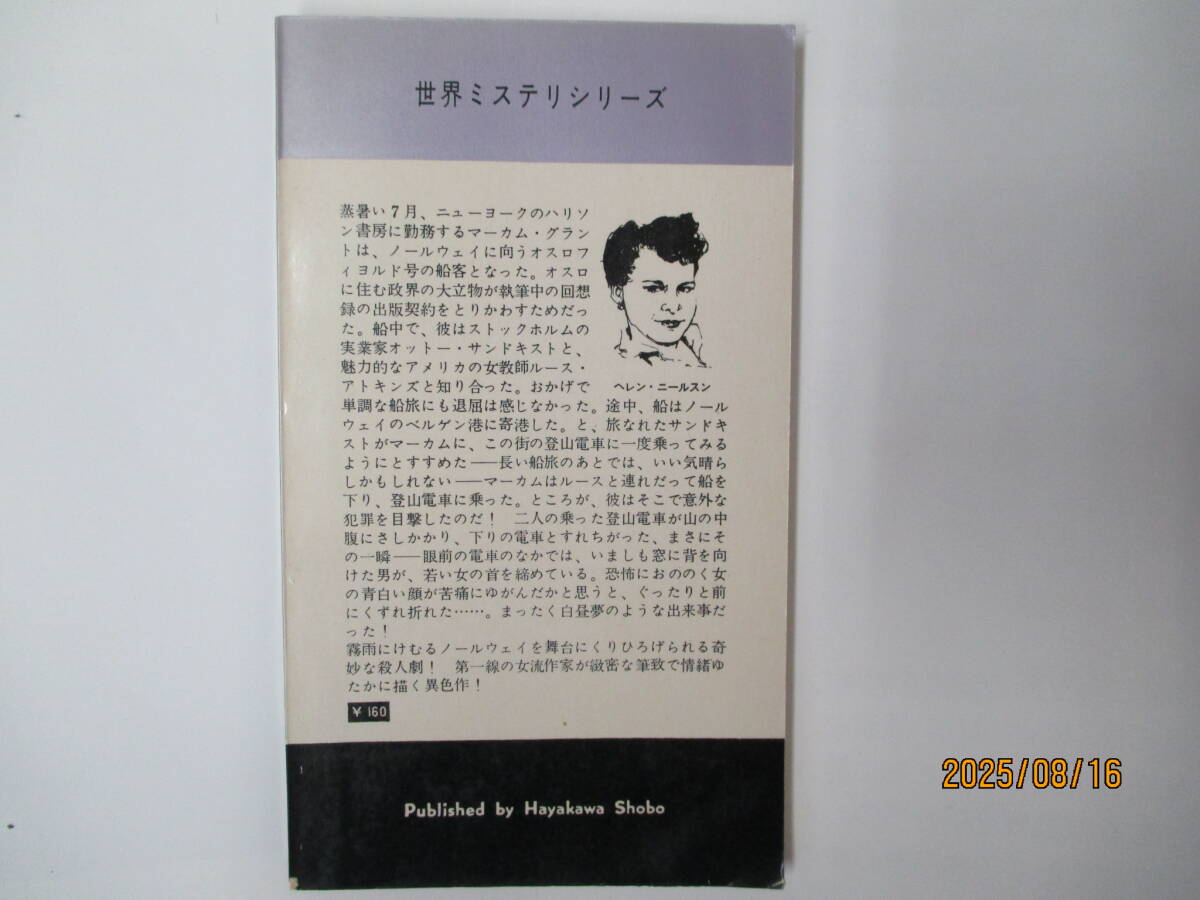 世界ミステリシリーズ
蒸暑い7月、ニューヨークのハリソ
ン書房に勤務するマーカム・グラン
トは、ノールウェイに向うオスロフ
ィヨルド号の船客となった。オスロ
に住む政界の大立物が執筆中の回想
録の出版契約をとりかわすためだっ
た。船中で、彼はストックホルムの
実業家オットー・サンドキストと、
魅力的なアメリカの女教師ルース・
アトキンズと知り合った。おかげで
ヘレン・ニールスン
単調な船旅にも退屈は感じなかった。途中、船はノール
ウェイのベルゲン港に寄港した。と、旅なれたサンドキ
ストがマーカムに、この街の登山電車に一度乗ってみる
ようにとすすめた――長い船旅のあとでは、いい気晴ら
しかもしれない――マーカムはルースと連れだって船を
下り、登山電車に乗った。ところが、彼はそこで意外な
犯罪を目撃したのだ！　二人の乗った登山電車が山の中
腹にさしかかり、下りの電車とすれちがった、まさにそ
の一瞬――眼前の電車のなかでは、いましも窓に背を向
けた男が、若い女の首を締めている。恐怖におののく女
の青白い顔が苦痛にゆがんだかと思うと、ぐったりと前
にくずれ折れた……。まったく白昼夢のような出来事だ
った！
霧雨にけむるノールウェイを舞台にくりひろげられる奇
妙な殺人劇！　第一線の女流作家が緻密な筆致で情緒ゆ
たかに描く異色作！
¥160
Published by Hayakawa Shobo
2025/08/16